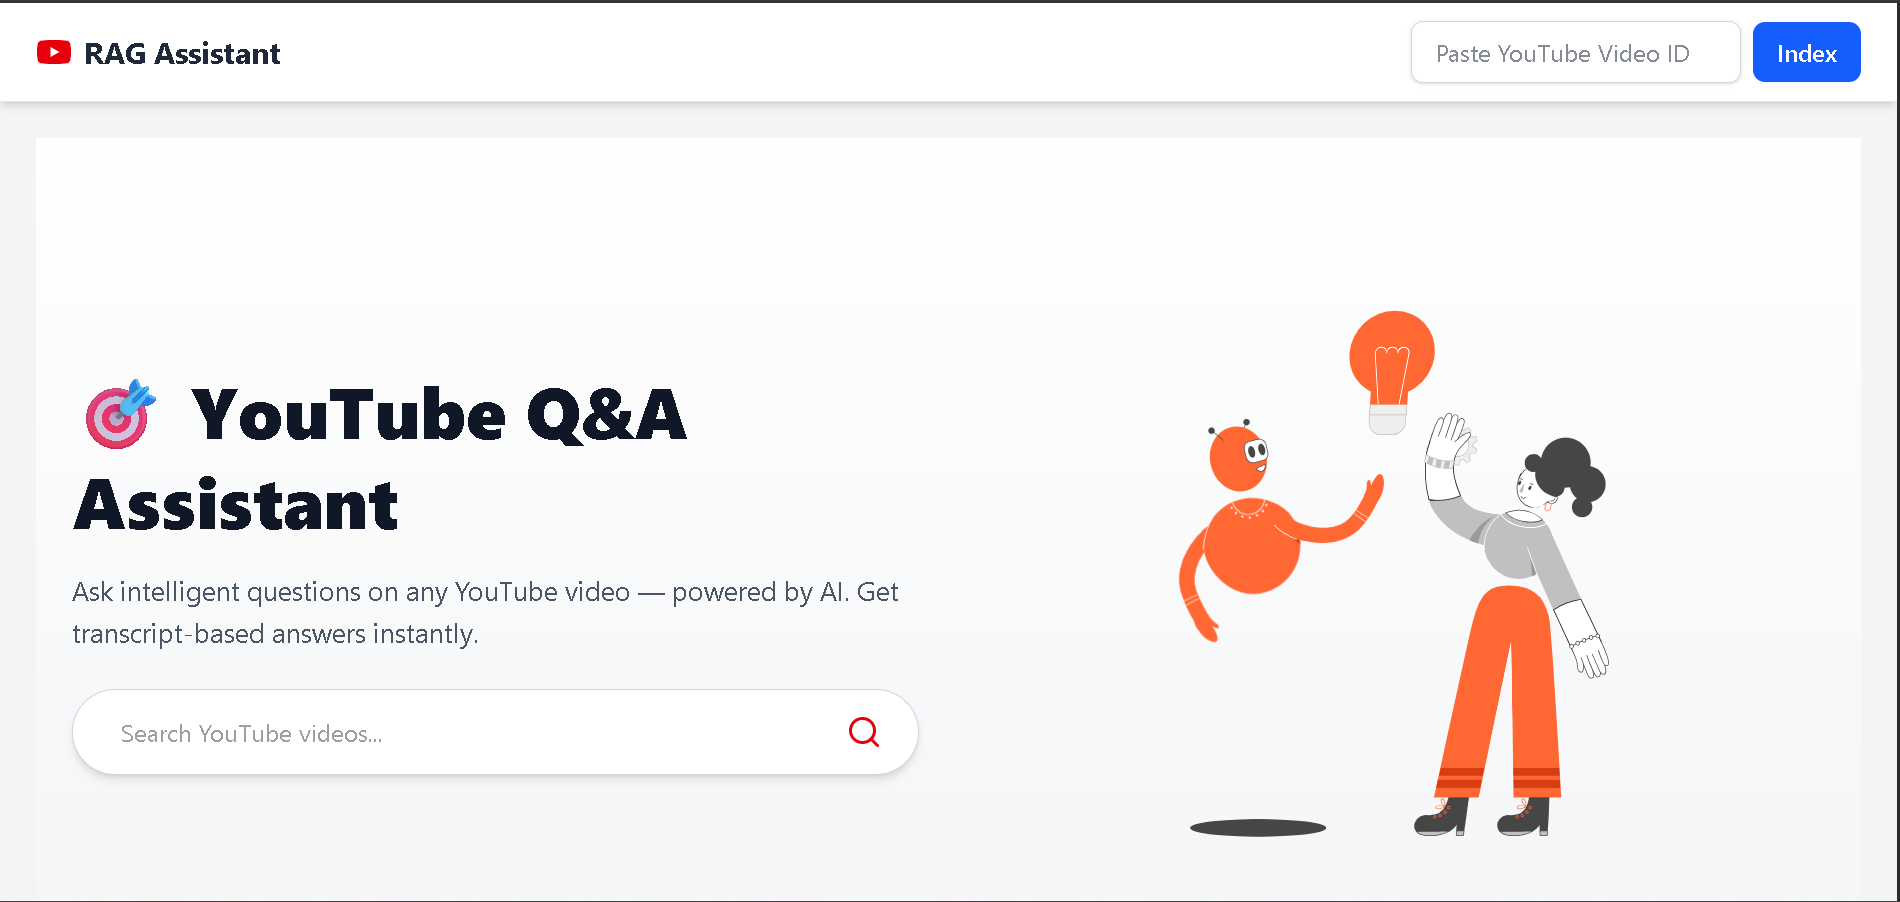 RAG Assistant
Paste YouTube Video ID
Index
YouTube Q&A
Assistant
Ask intelligent questions on any YouTube video — powered by AI. Get
transcript-based answers instantly.
Search YouTube videos...